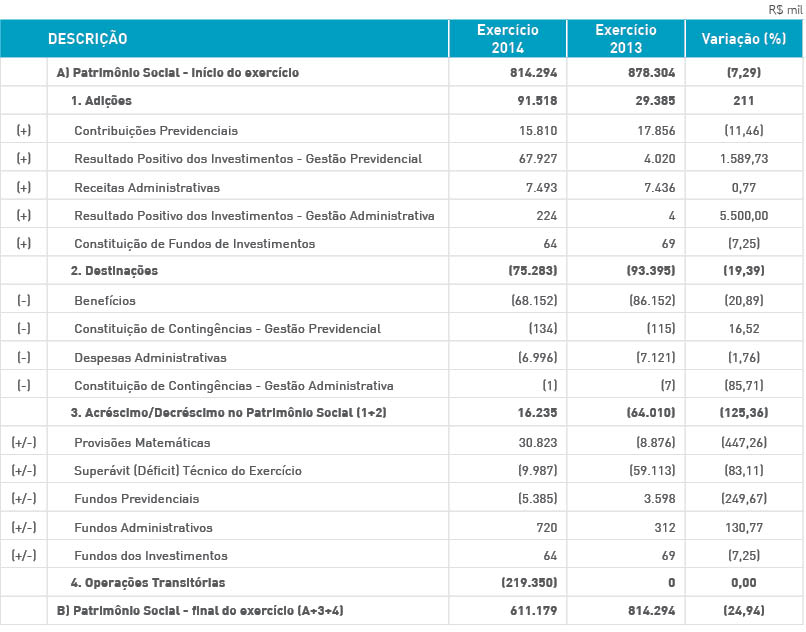 R$ mil
DESCRIÇÃO Exercício 2014 Exercício 2013 Variação (%)
A) Patrimônio Social - Início do exercício 814.294 878.304 (7,29)
1. Adições 91.518 29.385 211
(+) Contribuições Previdenciais 15.810 17.856 (11,46)
(+) Resultado Positivo dos Investimentos - Gestão Previdencial 67.927 4.020 1.589,73
(+) Receitas Administrativas 7.493 7.436 0,77
(+) Resultado Positivo dos Investimentos - Gestão Administrativa 224 4 5.500,00
(+) Constituição de Fundos de Investimentos 64 69 (7,25)
2. Destinações (75.283) (93.395) (19,39)
(-) Benefícios (68.152) (86.152) (20,89)
(-) Constituição de Contingências - Gestão Previdencial (134) (115) 16,52
(-) Despesas Administrativas (6.996) (7.121) (1,76)
(-) Constituição de Contingências - Gestão Administrativa (1) (7) (85,71)
3. Acréscimo/Decréscimo no Patrimônio Social (1+2) 16.235 (64.010) (125,36)
(+/-) Provisões Matemáticas 30.823 (8.876) (447,26)
(+/-) Superávit (Déficit) Técnico do Exercício (9.987) (59.113) (83,11)
(+/-) Fundos Previdenciais (5.385) 3.598 (249,67)
(+/-) Fundos Administrativos 720 312 130,77
(+/-) Fundos dos Investimentos 64 69 (7,25)
4. Operações Transitórias (219.350) 0 0,00
B) Patrimônio Social - final do exercício (A+3+4) 611.179 814.294 (24,94)